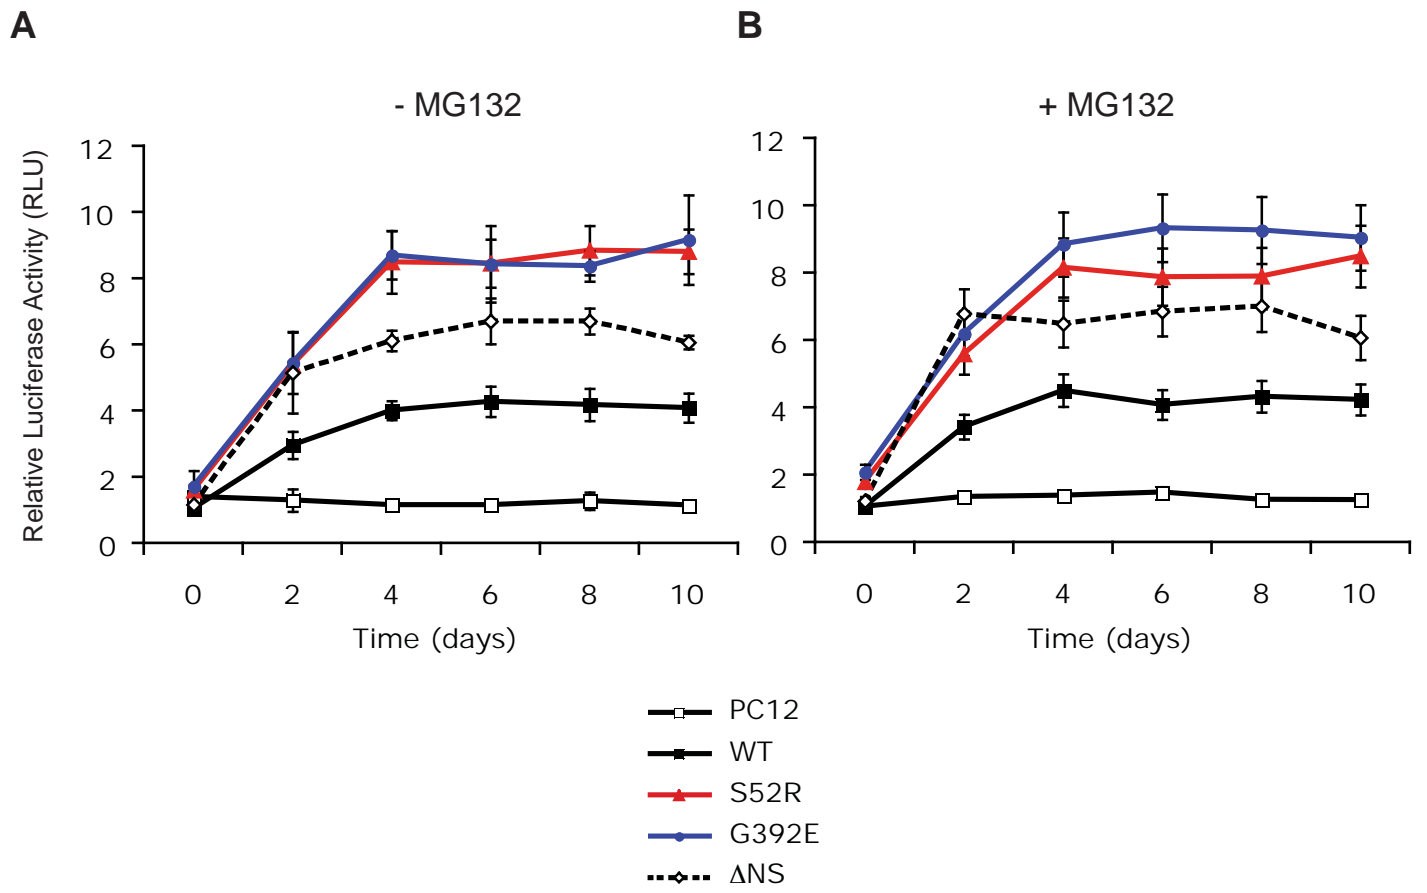 A
B
- MG132
+ MG132
Relative Luciferase Activity (RLU)
12
10
8
6
4
2
0
0 2 4 6 8 10
Time (days)
12
10
8
6
4
2
0
0 2 4 6 8 10
Time (days)
PC12
WT
S52R
G392E
ΔNS